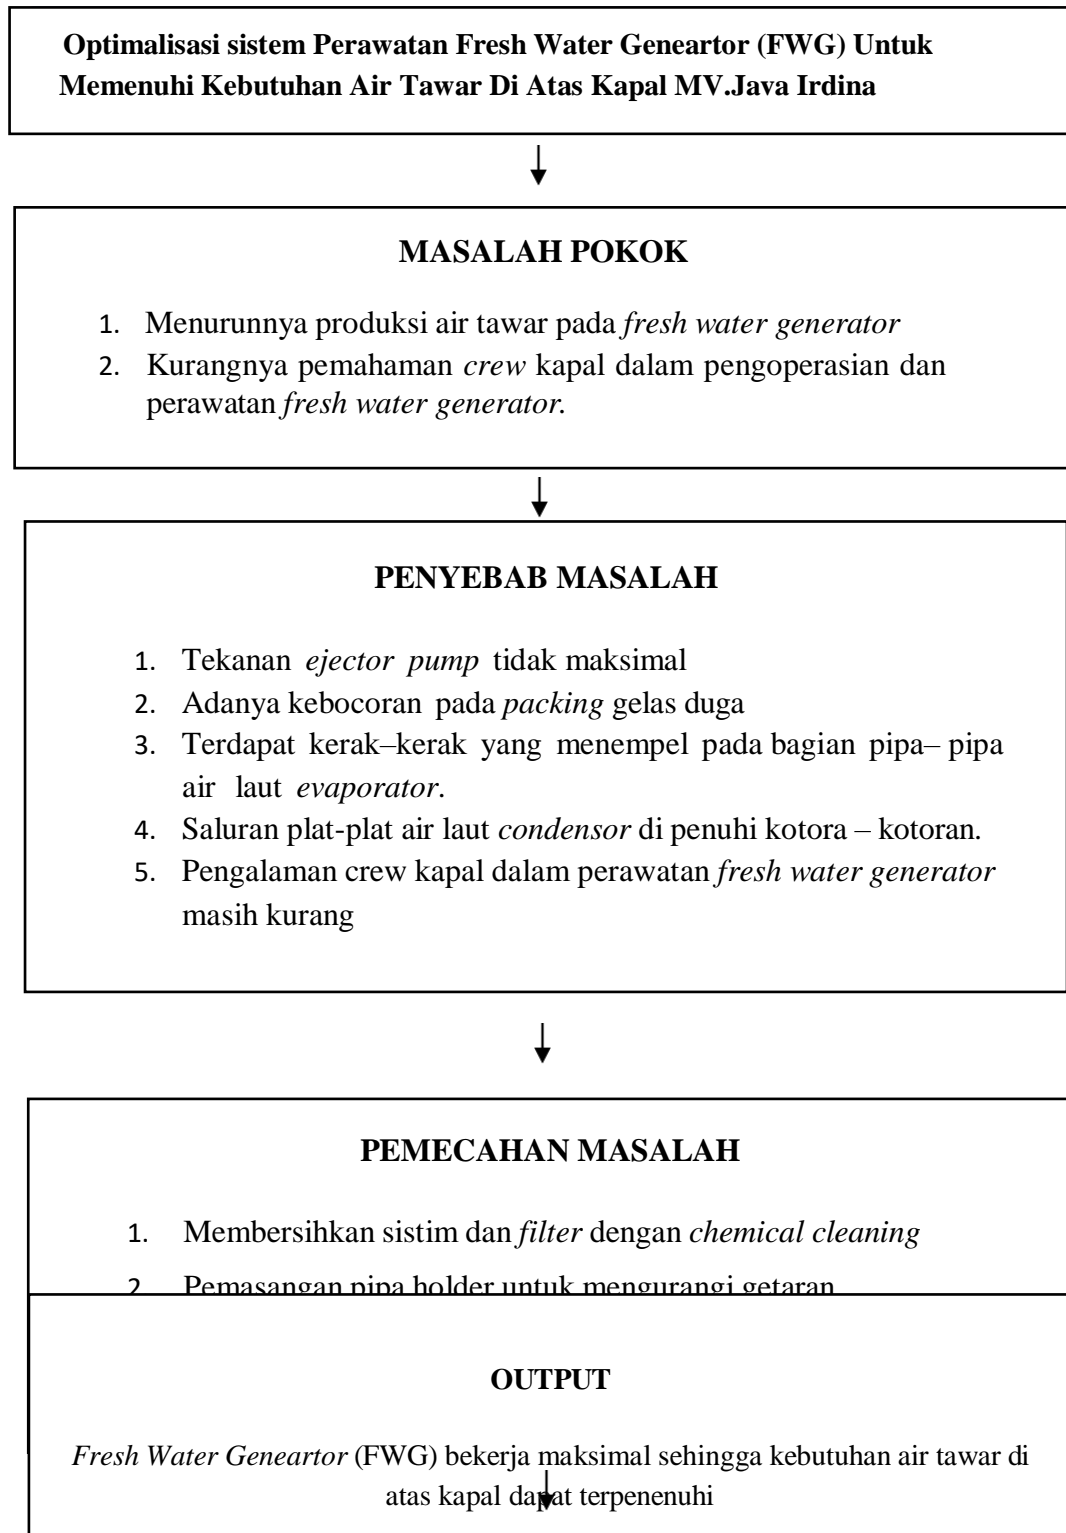 Optimalisasi sistem Perawatan Fresh Water Geneartor (FWG) Untuk
Memenuhi Kebutuhan Air Tawar Di Atas Kapal MV.Java Irdina
MASALAH POKOK
1. Menurunnya produksi air tawar pada fresh water generator
2. Kurangnya pemahaman crew kapal dalam pengoperasian dan
perawatan fresh water generator.
PENYEBAB MASALAH
1. Tekanan ejector pump tidak maksimal
2. Adanya kebocoran pada packing gelas duga
3. Terdapat kerak–kerak yang menempel pada bagian pipa– pipa
air laut evaporator.
4. Saluran plat-plat air laut condensor di penuhi kotora – kotoran.
5. Pengalaman crew kapal dalam perawatan fresh water generator
masih kurang
PEMECAHAN MASALAH
1. Membersihkan sistim dan filter dengan chemical cleaning
2. Pemasangan pipa holder untuk mengurangi getaran
OUTPUT
Fresh Water Geneartor (FWG) bekerja maksimal sehingga kebutuhan air tawar di
atas kapal dapat terpenenuhi